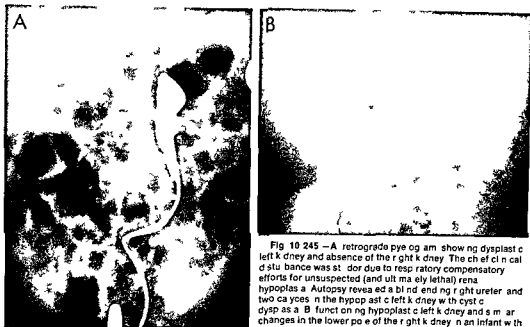 A
B
Fig 10 245 — A retrograde pye og am show ng dysplast c
left k dney and absence of the r ght k dney The ch ef cl n cal
d stu bance was st dor due to resp ratory compensatory
efforts for unsuspected (and ult ma ely lethal) rena
hypoplas a Autopsy revea ed a bl nd end ng r ght ureter and
two ca yces n the hypop ast c left k dney w th cyst c
dysp as a B funct on ng hypoplast c left k dney and s m ar
changes in the lower po e of the r ght k dney n an infant w th